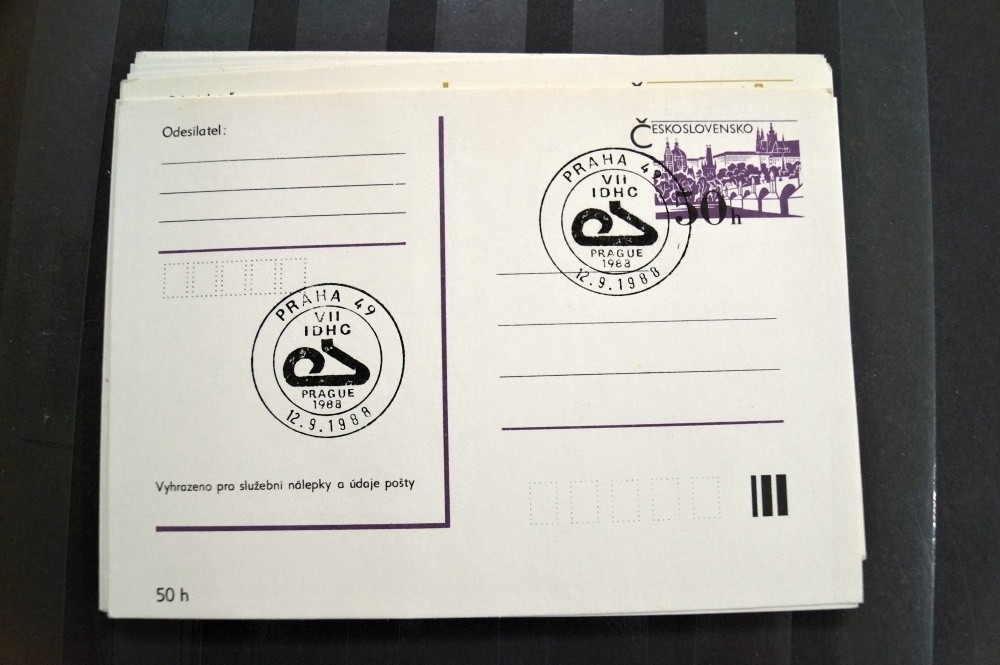 Odesílatel:
ČESKOSLOVENSKO
50h
PRAHA 49
VII
IDHC
PRAGUE
1988
12.9.1988
PRAHA 49
VII
IDHC
PRAGUE
1988
12.9.1988
Vyhrazeno pro služební nálepky a údaje pošty
50 h